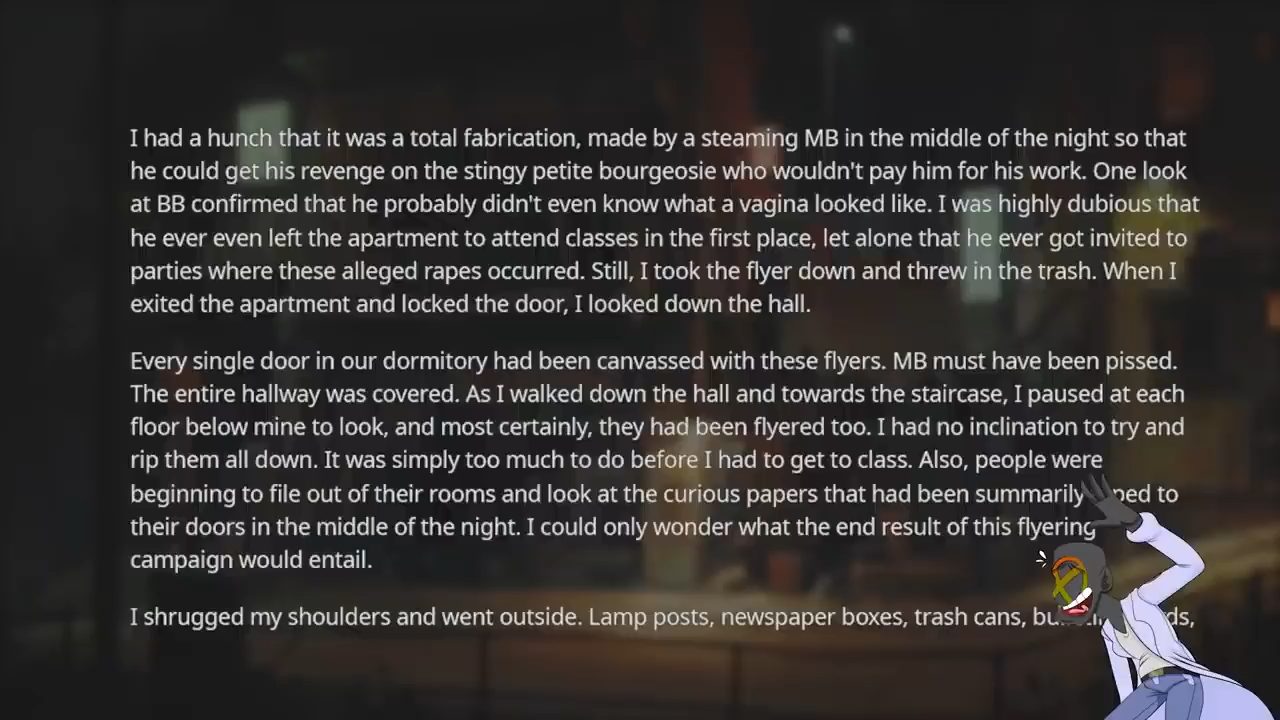 I had a hunch that it was a total fabrication, made by a steaming MB in the middle of the night so that
he could get his revenge on the stingy petite bourgeosie who wouldn't pay him for his work. One look
at BB confirmed that he probably didn't even know what a vagina looked like. I was highly dubious that
he ever even left the apartment to attend classes in the first place, let alone that he ever got invited to
parties where these alleged rapes occurred. Still, I took the flyer down and threw in the trash. When I
exited the apartment and locked the door, I looked down the hall.
Every single door in our dormitory had been canvassed with these flyers. MB must have been pissed.
The entire hallway was covered. As I walked down the hall and towards the staircase, I paused at each
floor below mine to look, and most certainly, they had been flyered too. I had no inclination to try and
rip them all down. It was simply too much to do before I had to get to class. Also, people were
beginning to file out of their rooms and look at the curious papers that had been summarily to
their doors in the middle of the night. I could only wonder what the end result of this flyering
campaign would entail.
I shrugged my shoulders and went outside. Lamp posts, newspaper boxes, trash cans,